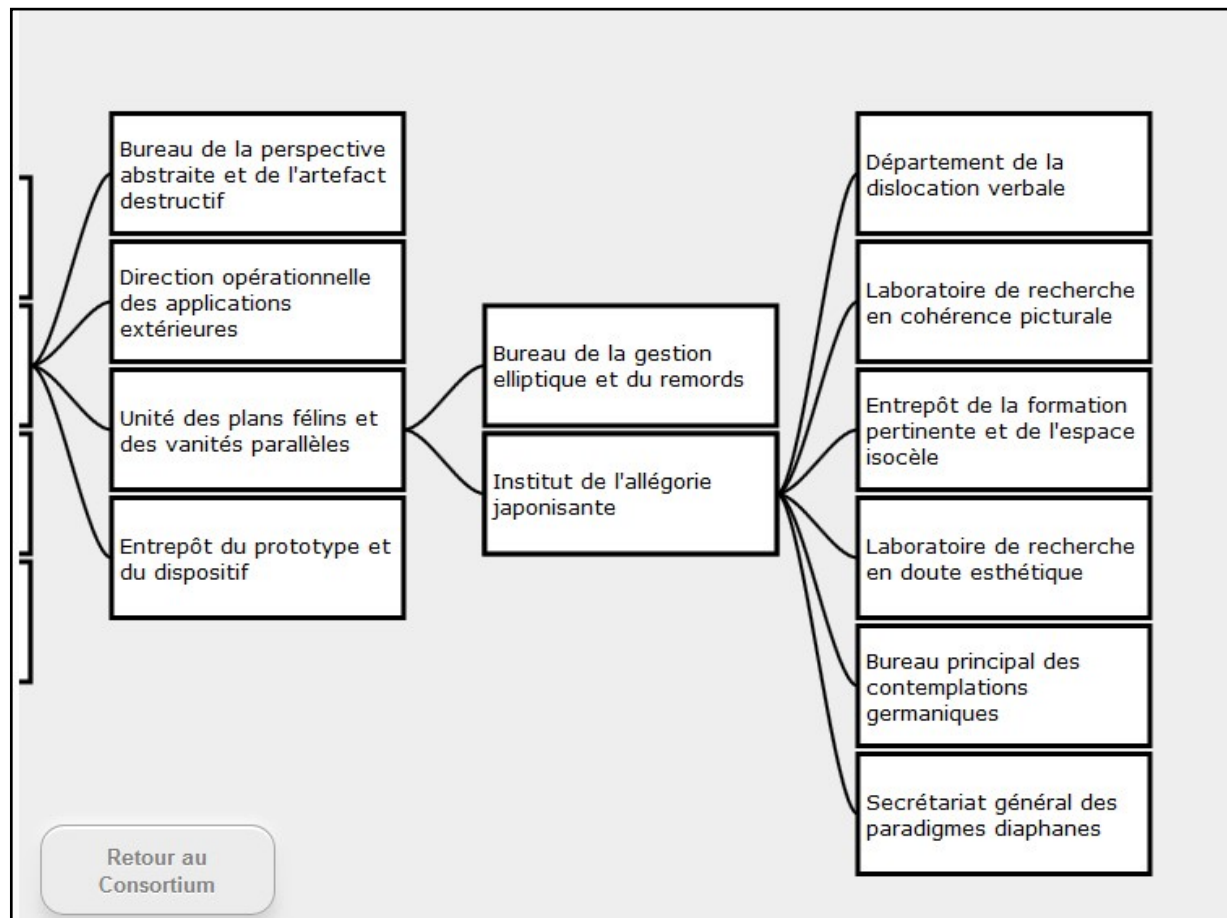 Bureau de la perspective
abstraite et de l'artefact
destructif
Direction opérationnelle
des applications
extérieures
Unité des plans félins et
des vanités parallèles
Entrepôt du prototype et
du dispositif
Bureau de la gestion
elliptique et du remords
Institut de l'allégorie
japonisante
Département de la
dislocation verbale
Laboratoire de recherche
en cohérence picturale
Entrepôt de la formation
pertinente et de l'espace
isocèle
Laboratoire de recherche
en doute esthétique
Bureau principal des
contemplations
germaniques
Secrétariat général des
paradigmes diaphanes
Retour au
Consortium